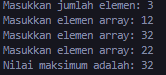 Masukkan jumlah elemen: 3
Masukkan elemen array: 12
Masukkan elemen array: 32
Masukkan elemen array: 22
Nilai maksimum adalah: 32